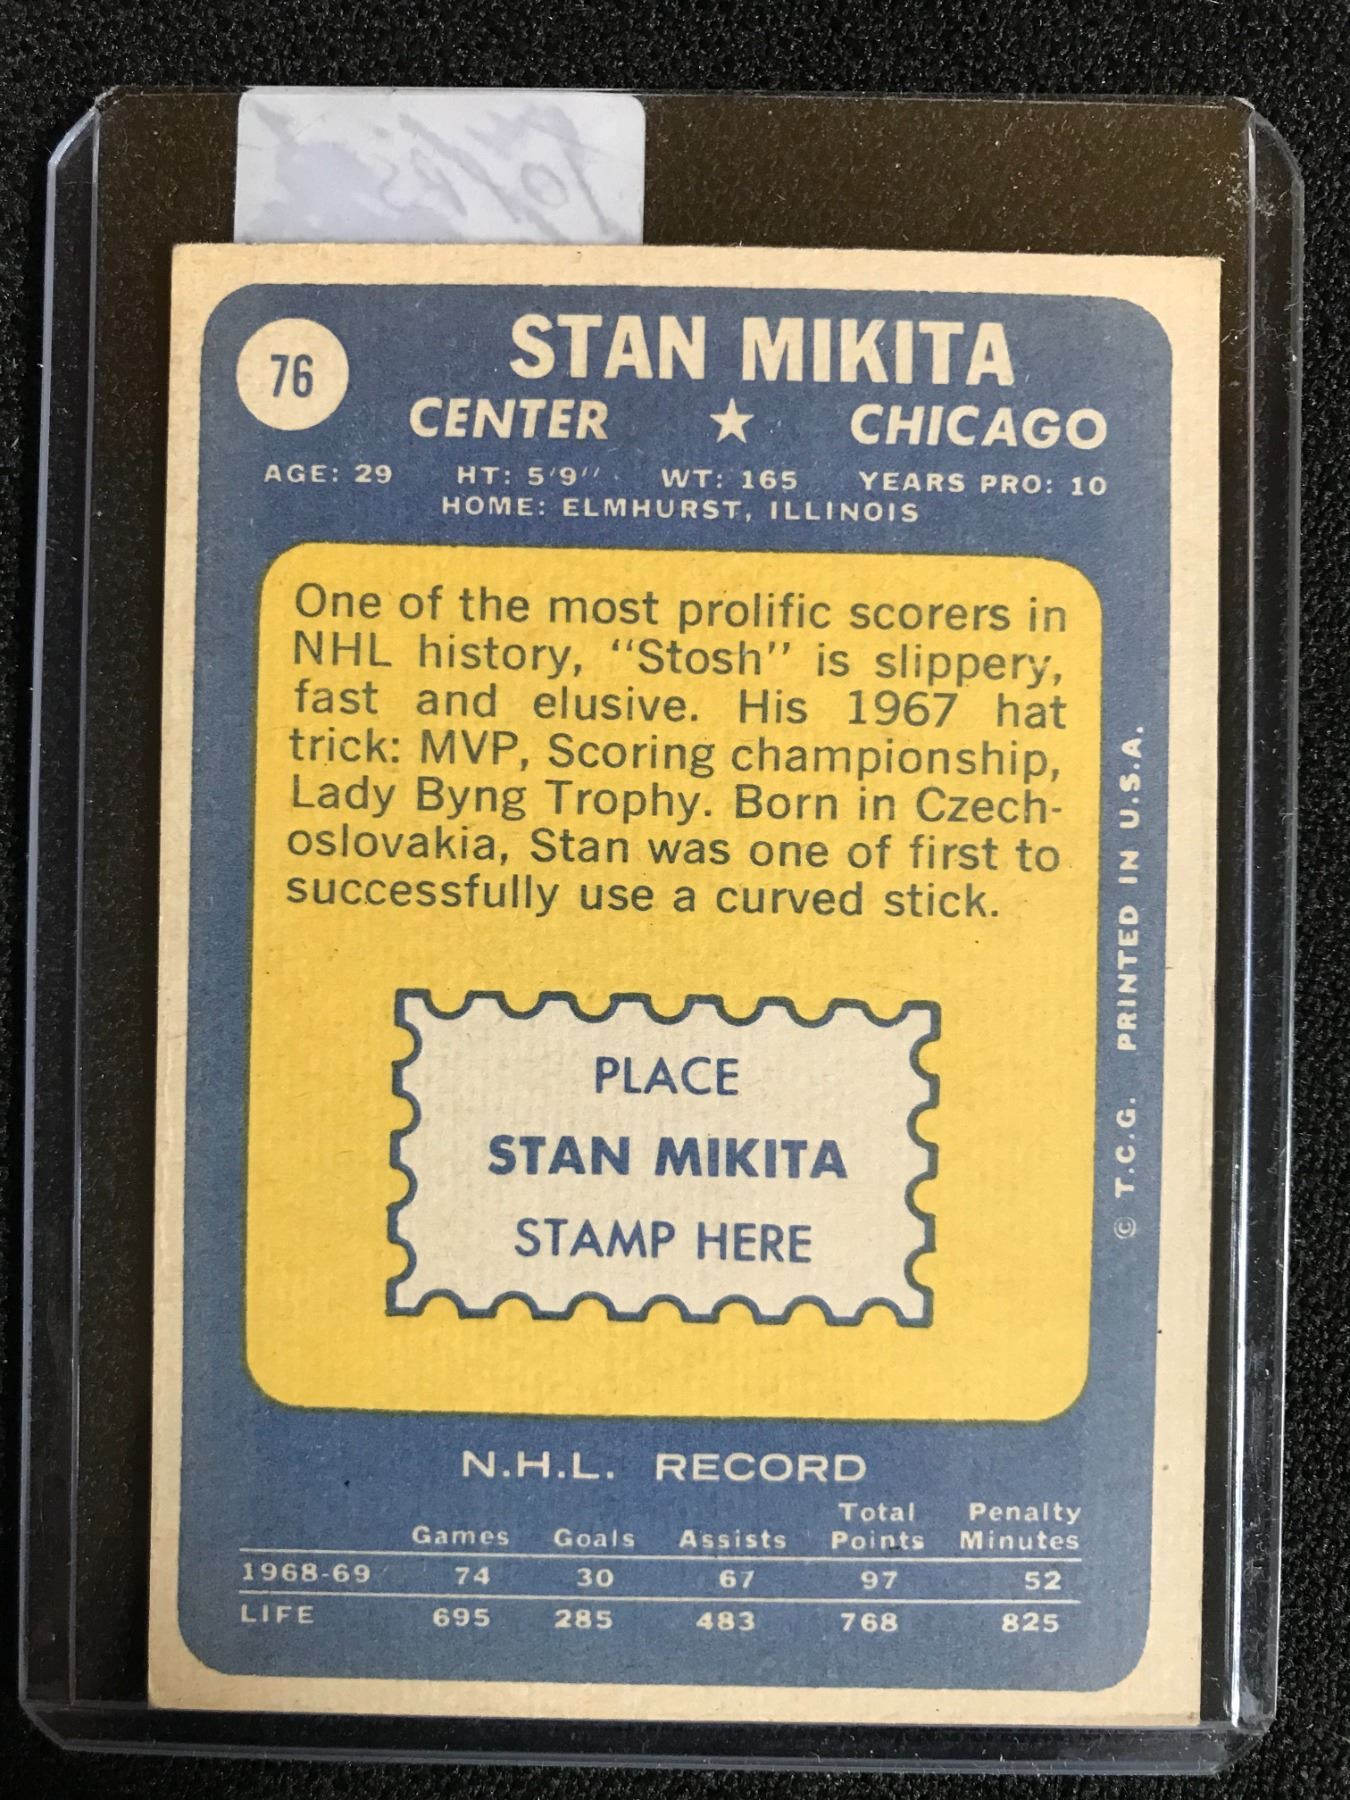 76
STAN MIKITA
CENTER ★ CHICAGO
AGE: 29 HT: 5'9" WT: 165 YEARS PRO: 10
HOME: ELMHURST, ILLINOIS
One of the most prolific scorers in
NHL history, "Stosh" is slippery,
fast and elusive. His 1967 hat
trick: MVP, Scoring championship,
Lady Byng Trophy. Born in Czech-
oslovakia, Stan was one of first to
successfully use a curved stick.
PLACE
STAN MIKITA
STAMP HERE
© T.C.G. PRINTED IN U.S.A.
N.H.L. RECORD
Games Goals Assists Total Points Penalty Minutes
1968-69 74 30 67 97 52
LIFE 695 285 483 768 825